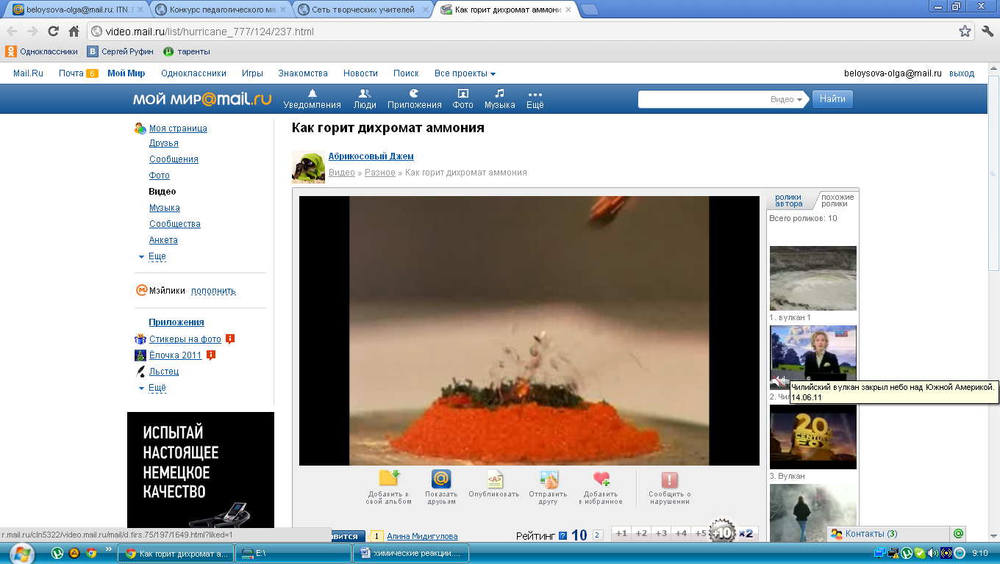 beloysova-olga@mail.ru: ITN.
Конкурс педагогического ма
Сеть творческих учителей
Как горит дихромат аммони
video.mail.ru/list/hurricane_777/124/237.html
Одноклассники Сергей Руфин таренты
Mail.Ru Почта 6 Мой Мир Одноклассники Игры Знакомства Новости Поиск Все проекты beloysova-olga@mail.ru выход
МОЙ МИР@mail.ru Уведомления Люди Приложения Фото Музыка Ещё Видео Найти
Моя страница
Друзья
Сообщения
Фото
Видео
Музыка
Сообщества
Анкета
Еще
Мэйлики пополнить
Приложения
Стикеры на фото
Ёлочка 2011
Льстец
Ещё
ИСПЫТАЙ
НАСТОЯЩЕЕ
НЕМЕЦКОЕ
КАЧЕСТВО
Как горит дихромат аммония
Абрикосовый Джем
Видео » Разное » Как горит дихромат аммония
ролики автора
похожие ролики
Всего роликов: 10
1. вулкан 1
2. Чил
Чилийский вулкан закрыл небо над Южной Америкой.
14.06.11
20
CENTURY
FOX
3. Вулкан
Добавить в свой альбом
Показать друзьям
Опубликовать
Отправить другу
Добавить в избранное
Сообщить о нарушении
r.mail.ru/cln5322/video.mail.ru/mail/d.firs.75/197/1649.html?liked=1
вится 1 Алина Мидигулова Рейтинг ? 10 2 +1 +2 +3 +4 +5 +10 x2
Контакты (3) @
Как горит дихромат а... E:\ химические реакции.... 9:10